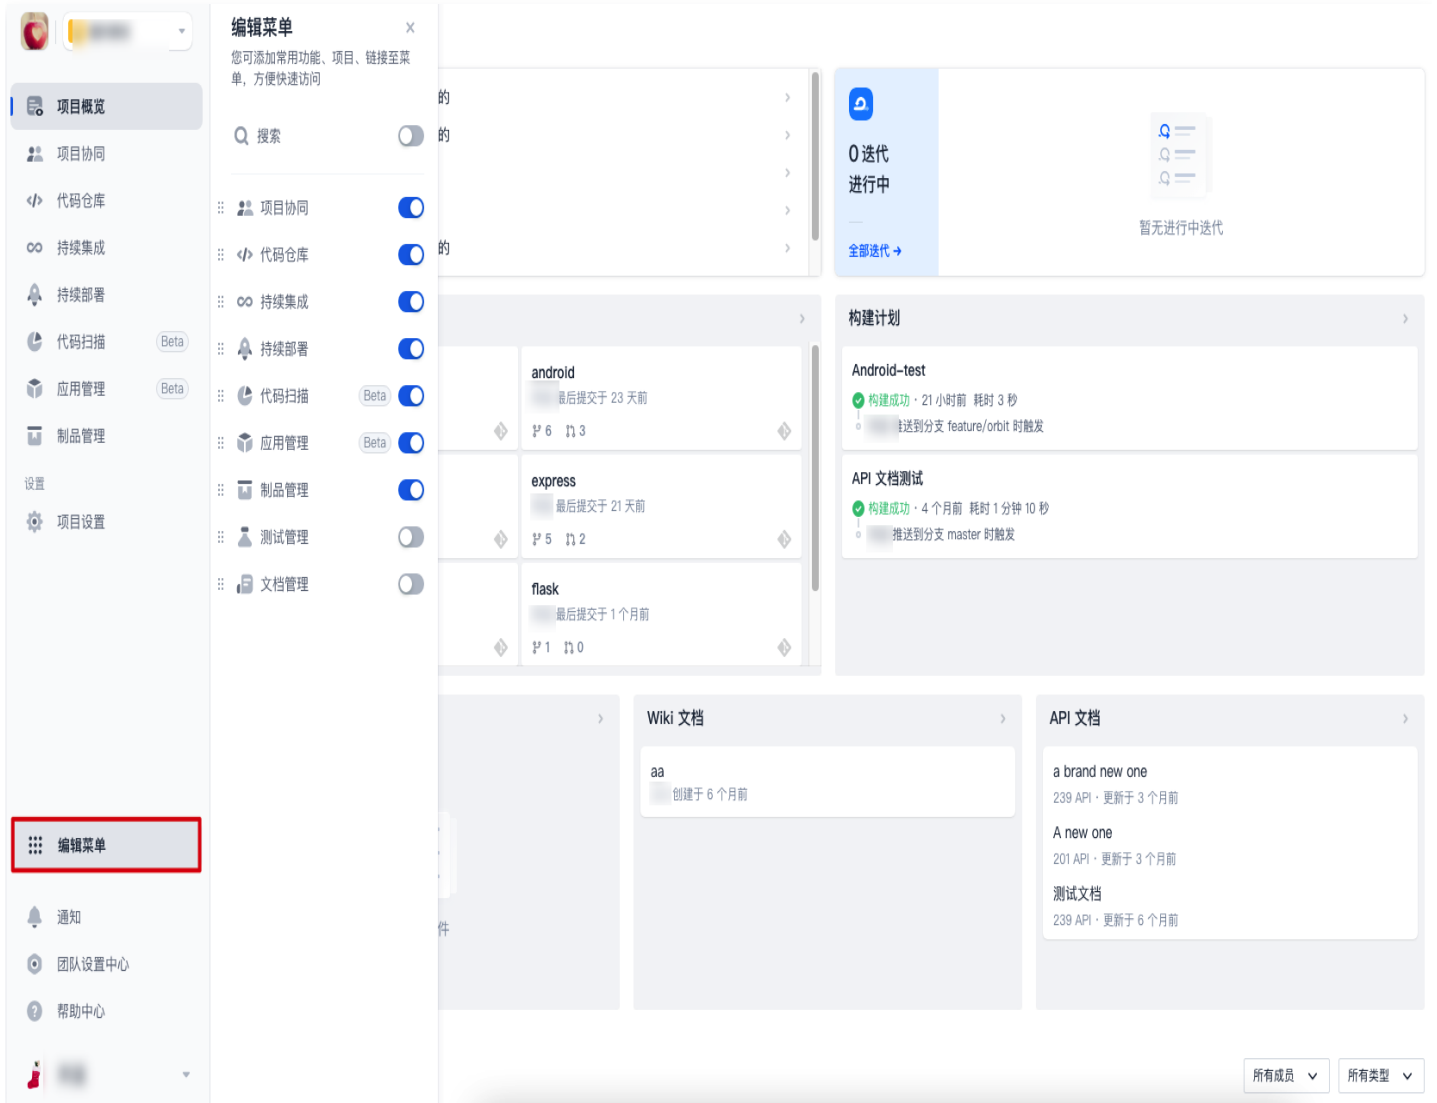 项目概览
项目协同
代码仓库
持续集成
持续部署
代码扫描 Beta
应用管理 Beta
制品管理
设置
项目设置
编辑菜单
通知
团队设置中心
帮助中心
编辑菜单
您可添加常用功能、项目、链接至菜
单，方便快速访问
搜索
项目协同
代码仓库
持续集成
持续部署
代码扫描 Beta
应用管理 Beta
制品管理
测试管理
文档管理
的
的
的
0 迭代
进行中
全部迭代
暂无进行中迭代
android
最后提交于 23 天前
6 3
express
最后提交于 21 天前
5 2
flask
最后提交于 1 个月前
1 0
构建计划
Android-test
构建成功 · 21 小时前 耗时 3 秒
推送到分支 feature/orbit 时触发
API 文档测试
构建成功 · 4 个月前 耗时 1 分钟 10 秒
推送到分支 master 时触发
件
Wiki 文档
aa
创建于 6 个月前
API 文档
a brand new one
239 API · 更新于 3 个月前
A new one
201 API · 更新于 3 个月前
测试文档
239 API · 更新于 6 个月前
所有成员
所有类型